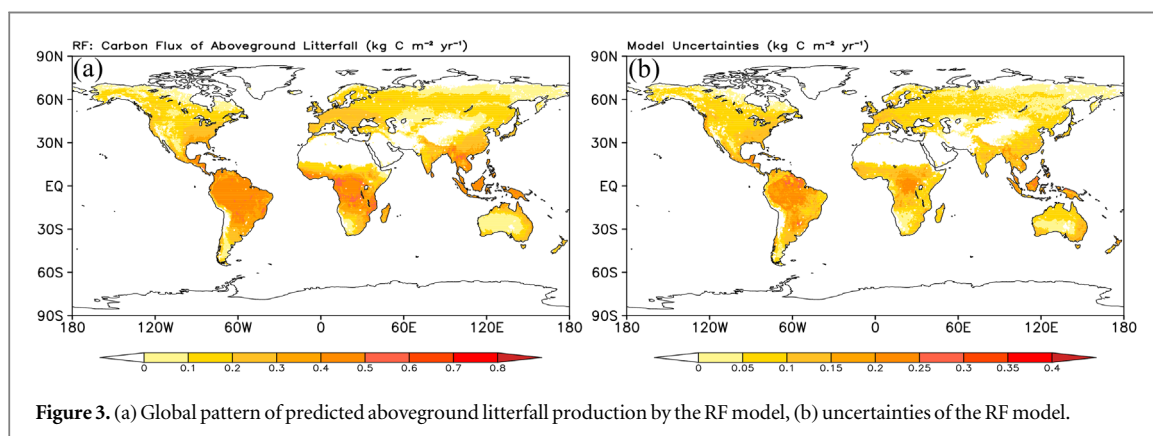 RF: Carbon Flux of Aboveground Litterfall (kg C m⁻² yr⁻¹)
(a)
90N
60N
30N
EQ
30S
60S
90S
180 120W 60W 0 60E 120E 180
0 0.1 0.2 0.3 0.4 0.5 0.6 0.7 0.8
Model Uncertainties (kg C m⁻² yr⁻¹)
(b)
90N
60N
30N
EQ
30S
60S
90S
180 120W 60W 0 60E 120E 180
0 0.05 0.1 0.15 0.2 0.25 0.3 0.35 0.4
Figure 3. (a) Global pattern of predicted aboveground litterfall production by the RF model, (b) uncertainties of the RF model.